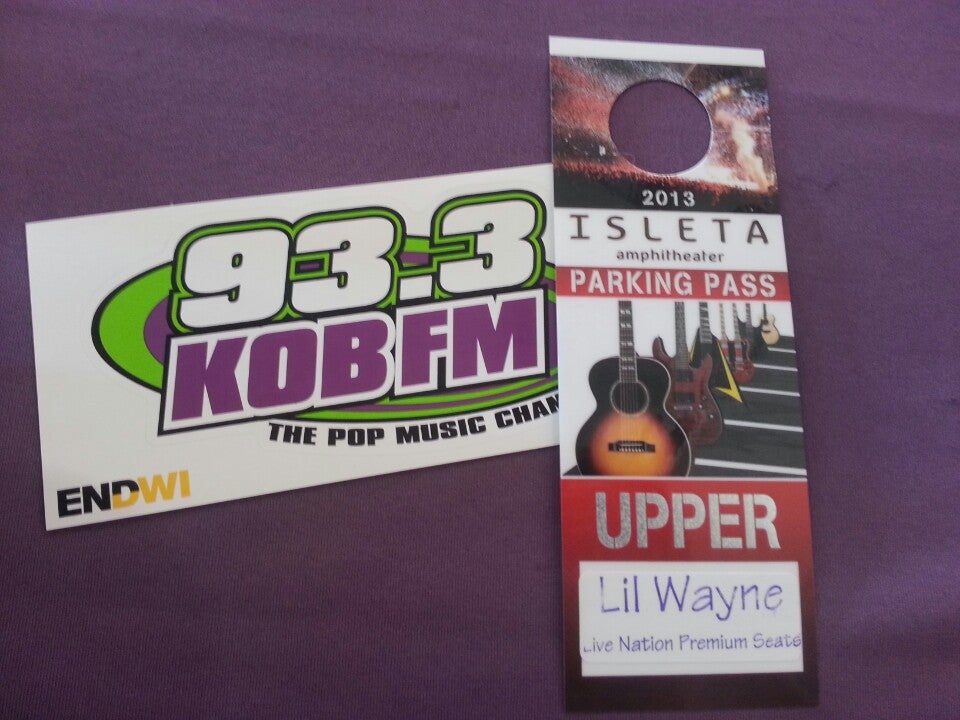 93.3
KOB FM
THE POP MUSIC CHAN
ENDWI
2013
ISLETA
amphitheater
PARKING PASS
UPPER
Lil Wayne
Live Nation Premium Seats